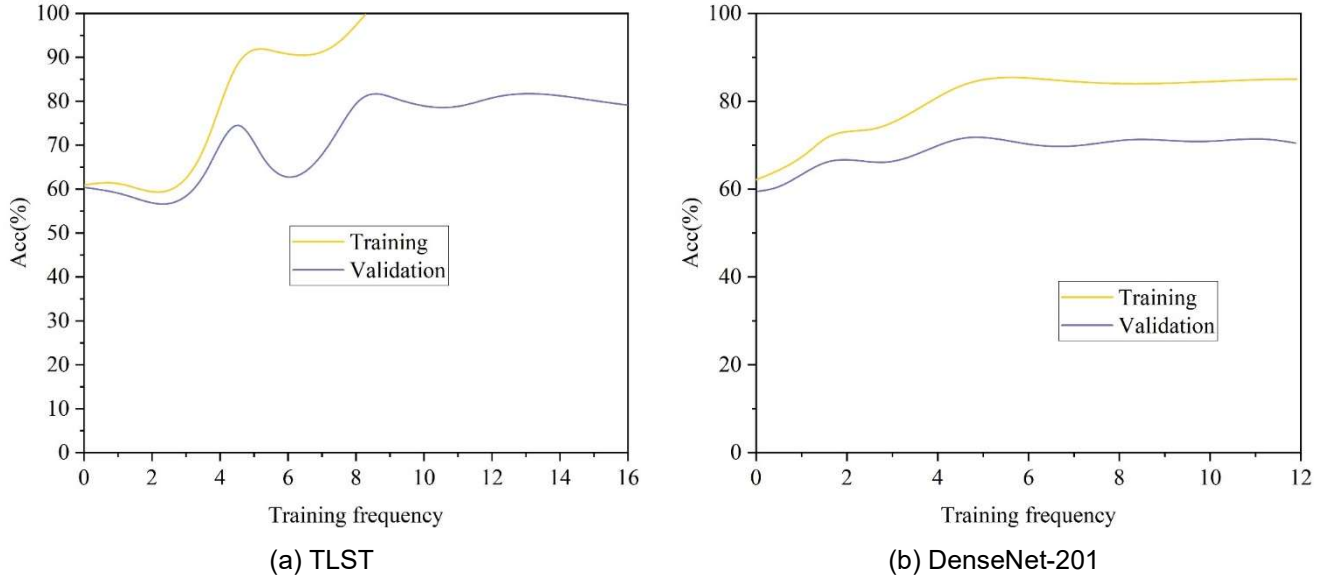 100
90
80
70
60
50
40
30
20
10
0
Acc(%)
Training
Validation
0 2 4 6 8 10 12 14 16
Training frequency
(a) TLST
100
80
60
40
20
0
Acc(%)
Training
Validation
0 2 4 6 8 10 12
Training frequency
(b) DenseNet-201